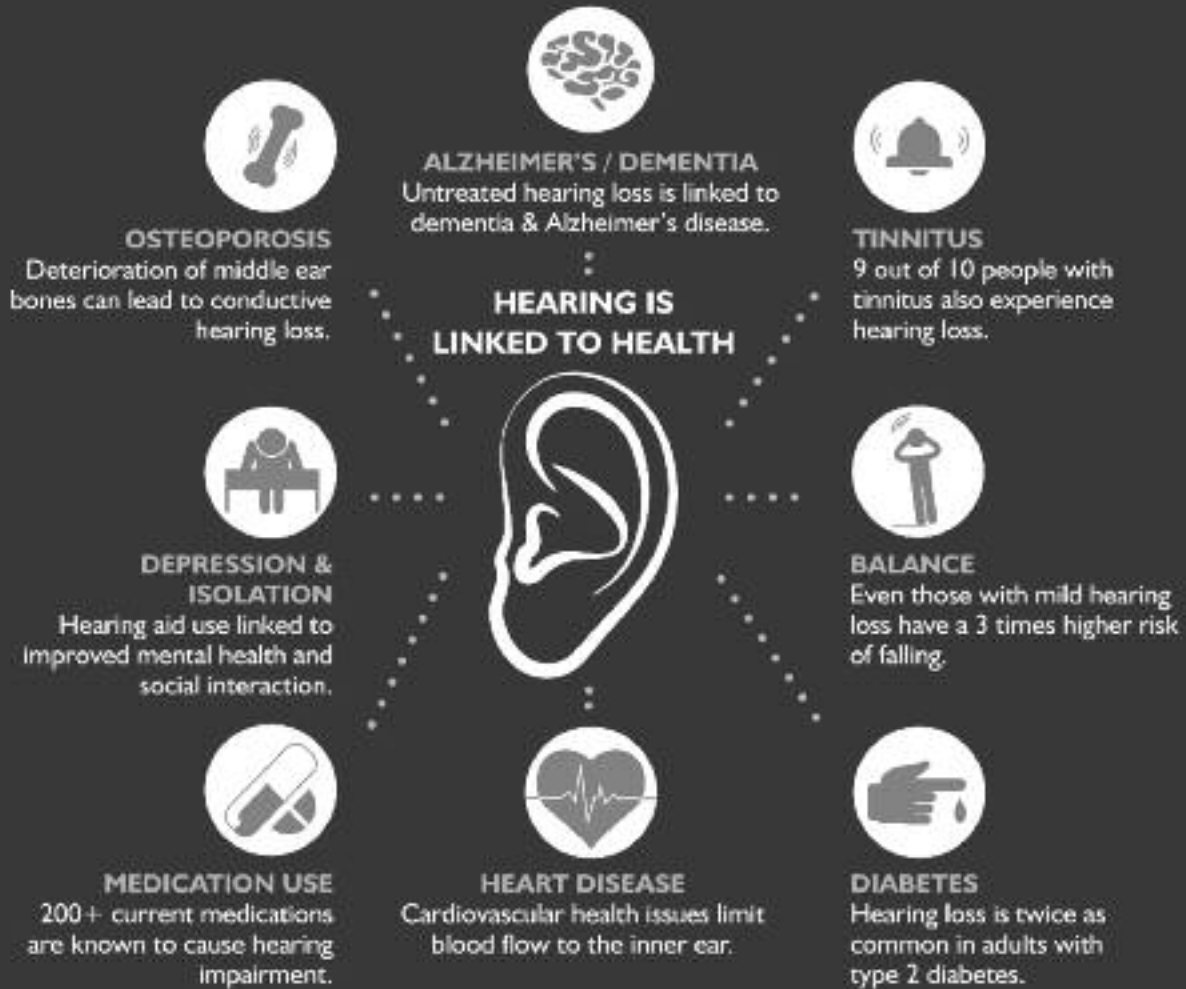 ALZHEIMER'S / DEMENTIA
Untreated hearing loss is linked to
dementia & Alzheimer's disease.
OSTEOPOROSIS
Deterioration of middle ear
bones can lead to conductive
hearing loss.
TINNITUS
9 out of 10 people with
tinnitus also experience
hearing loss.
HEARING IS
LINKED TO HEALTH
DEPRESSION &
ISOLATION
Hearing aid use linked to
improved mental health and
social interaction.
BALANCE
Even those with mild hearing
loss have a 3 times higher risk
of falling.
MEDICATION USE
200+ current medications
are known to cause hearing
impairment.
HEART DISEASE
Cardiovascular health issues limit
blood flow to the inner ear.
DIABETES
Hearing loss is twice as
common in adults with
type 2 diabetes.